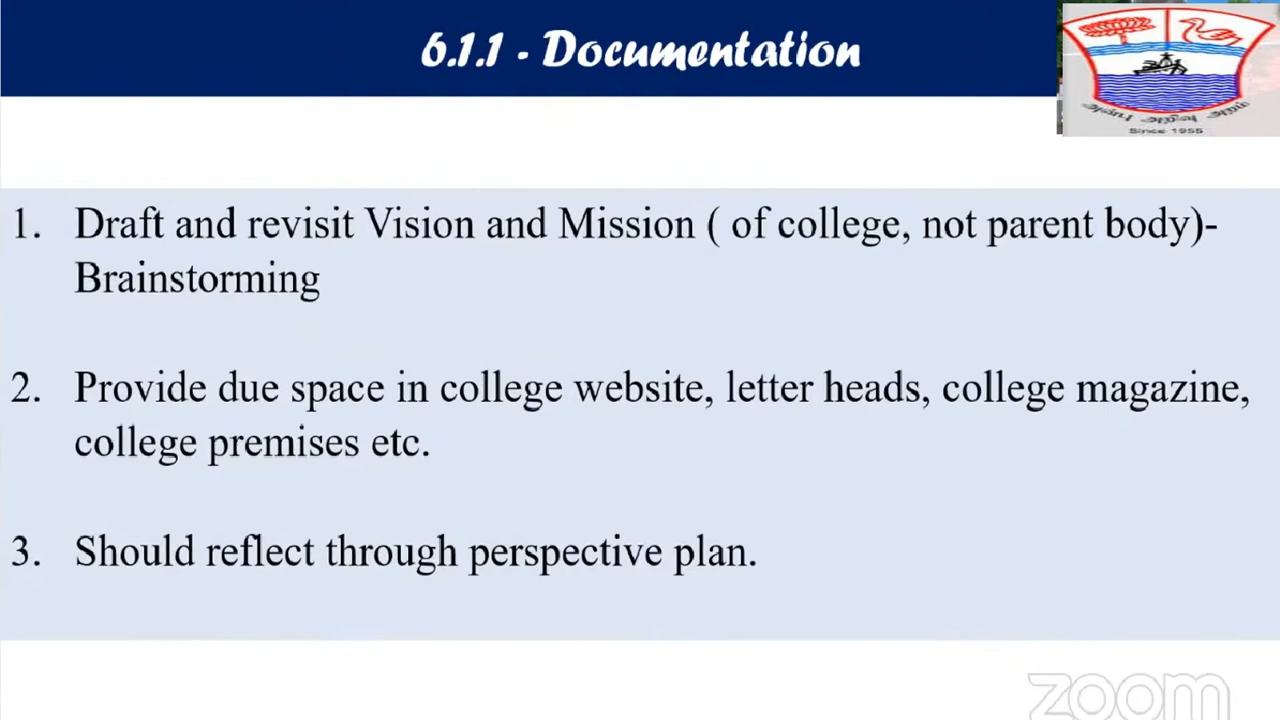 6.1.1 - Documentation
Since 1955
1. Draft and revisit Vision and Mission ( of college, not parent body)-
Brainstorming
2. Provide due space in college website, letter heads, college magazine,
college premises etc.
3. Should reflect through perspective plan.
zoom